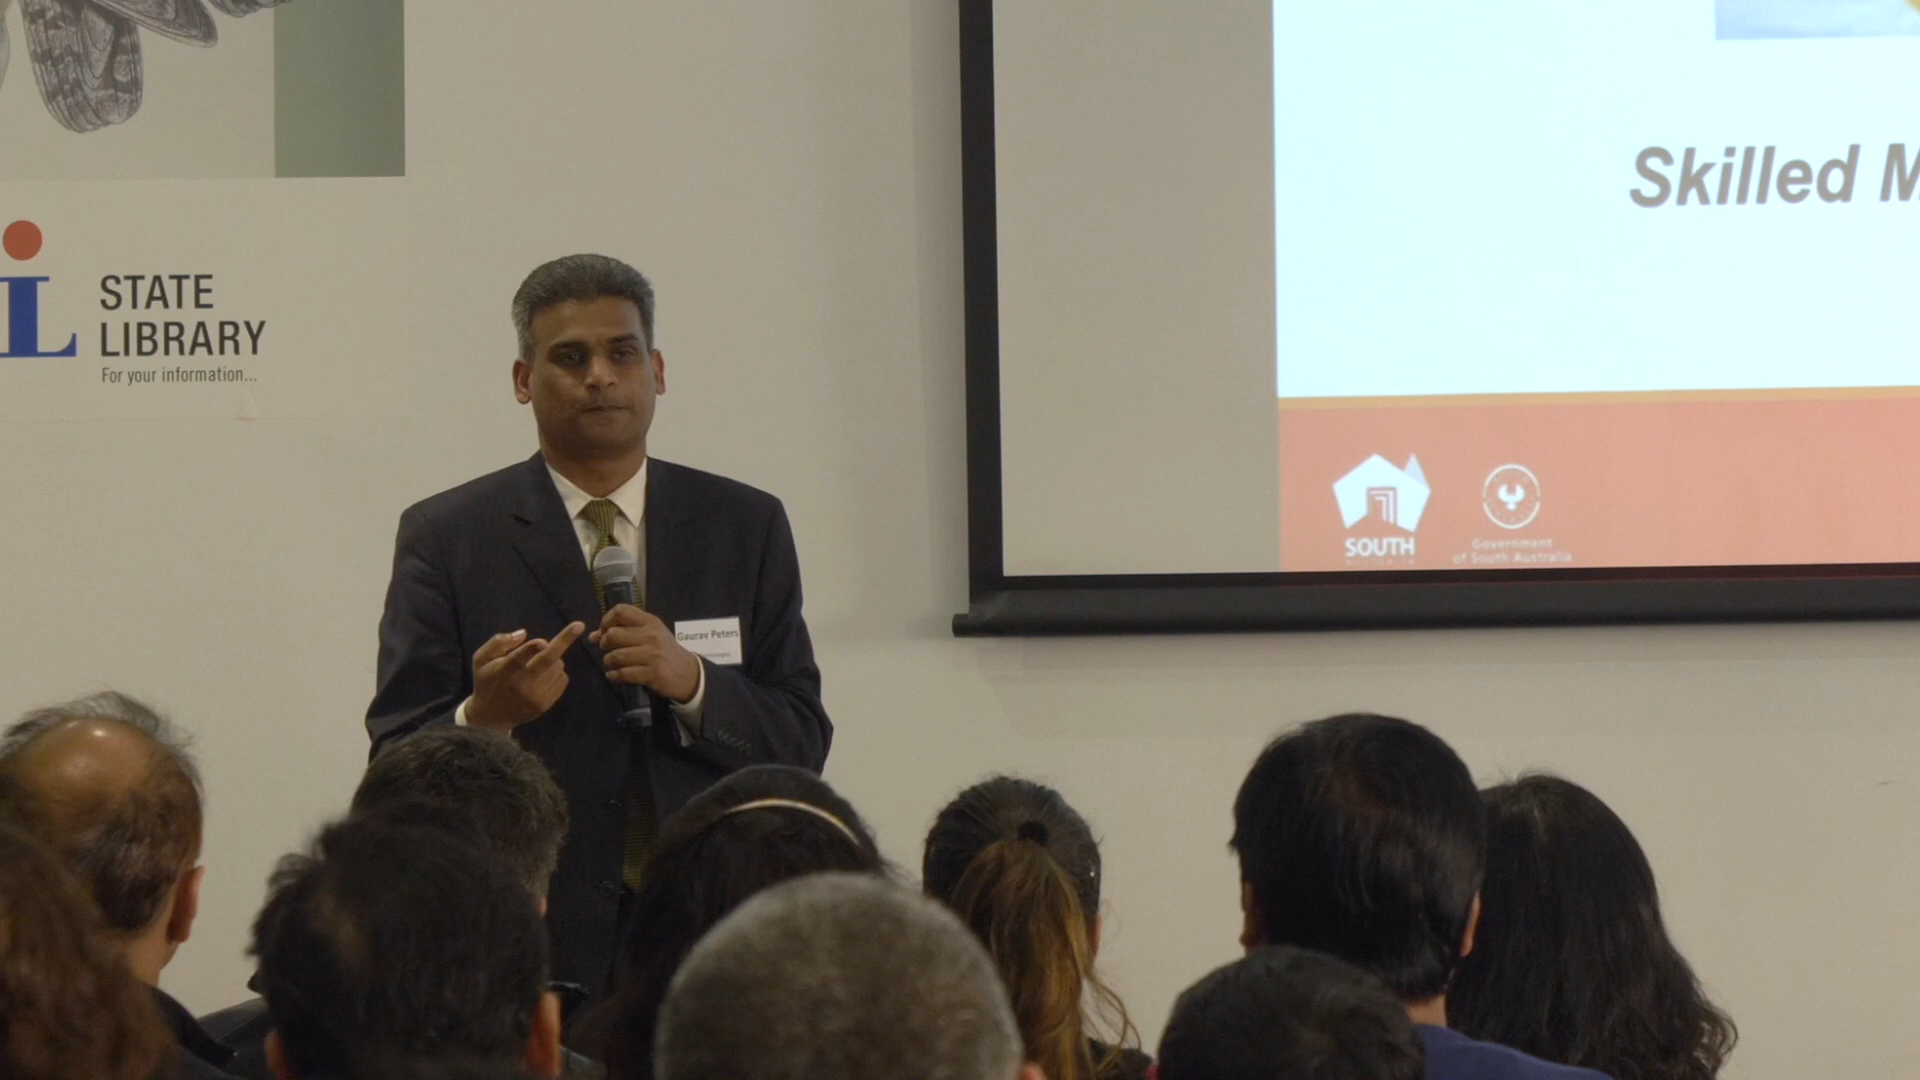 STATE
LIBRARY
For your information...
Skilled M
SOUTH
Government
of South Australia
Gaurav Peters